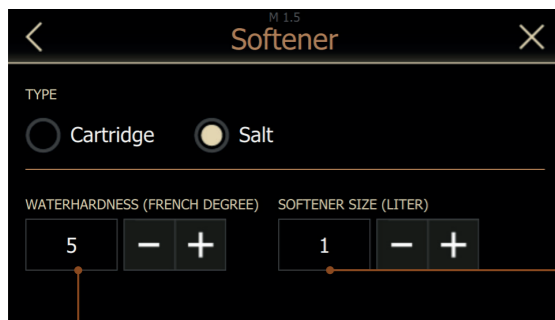 M 1.5
Softener
TYPE
Cartridge Salt
WATERHARDNESS (FRENCH DEGREE) SOFTENER SIZE (LITER)
5 − + 1 − +